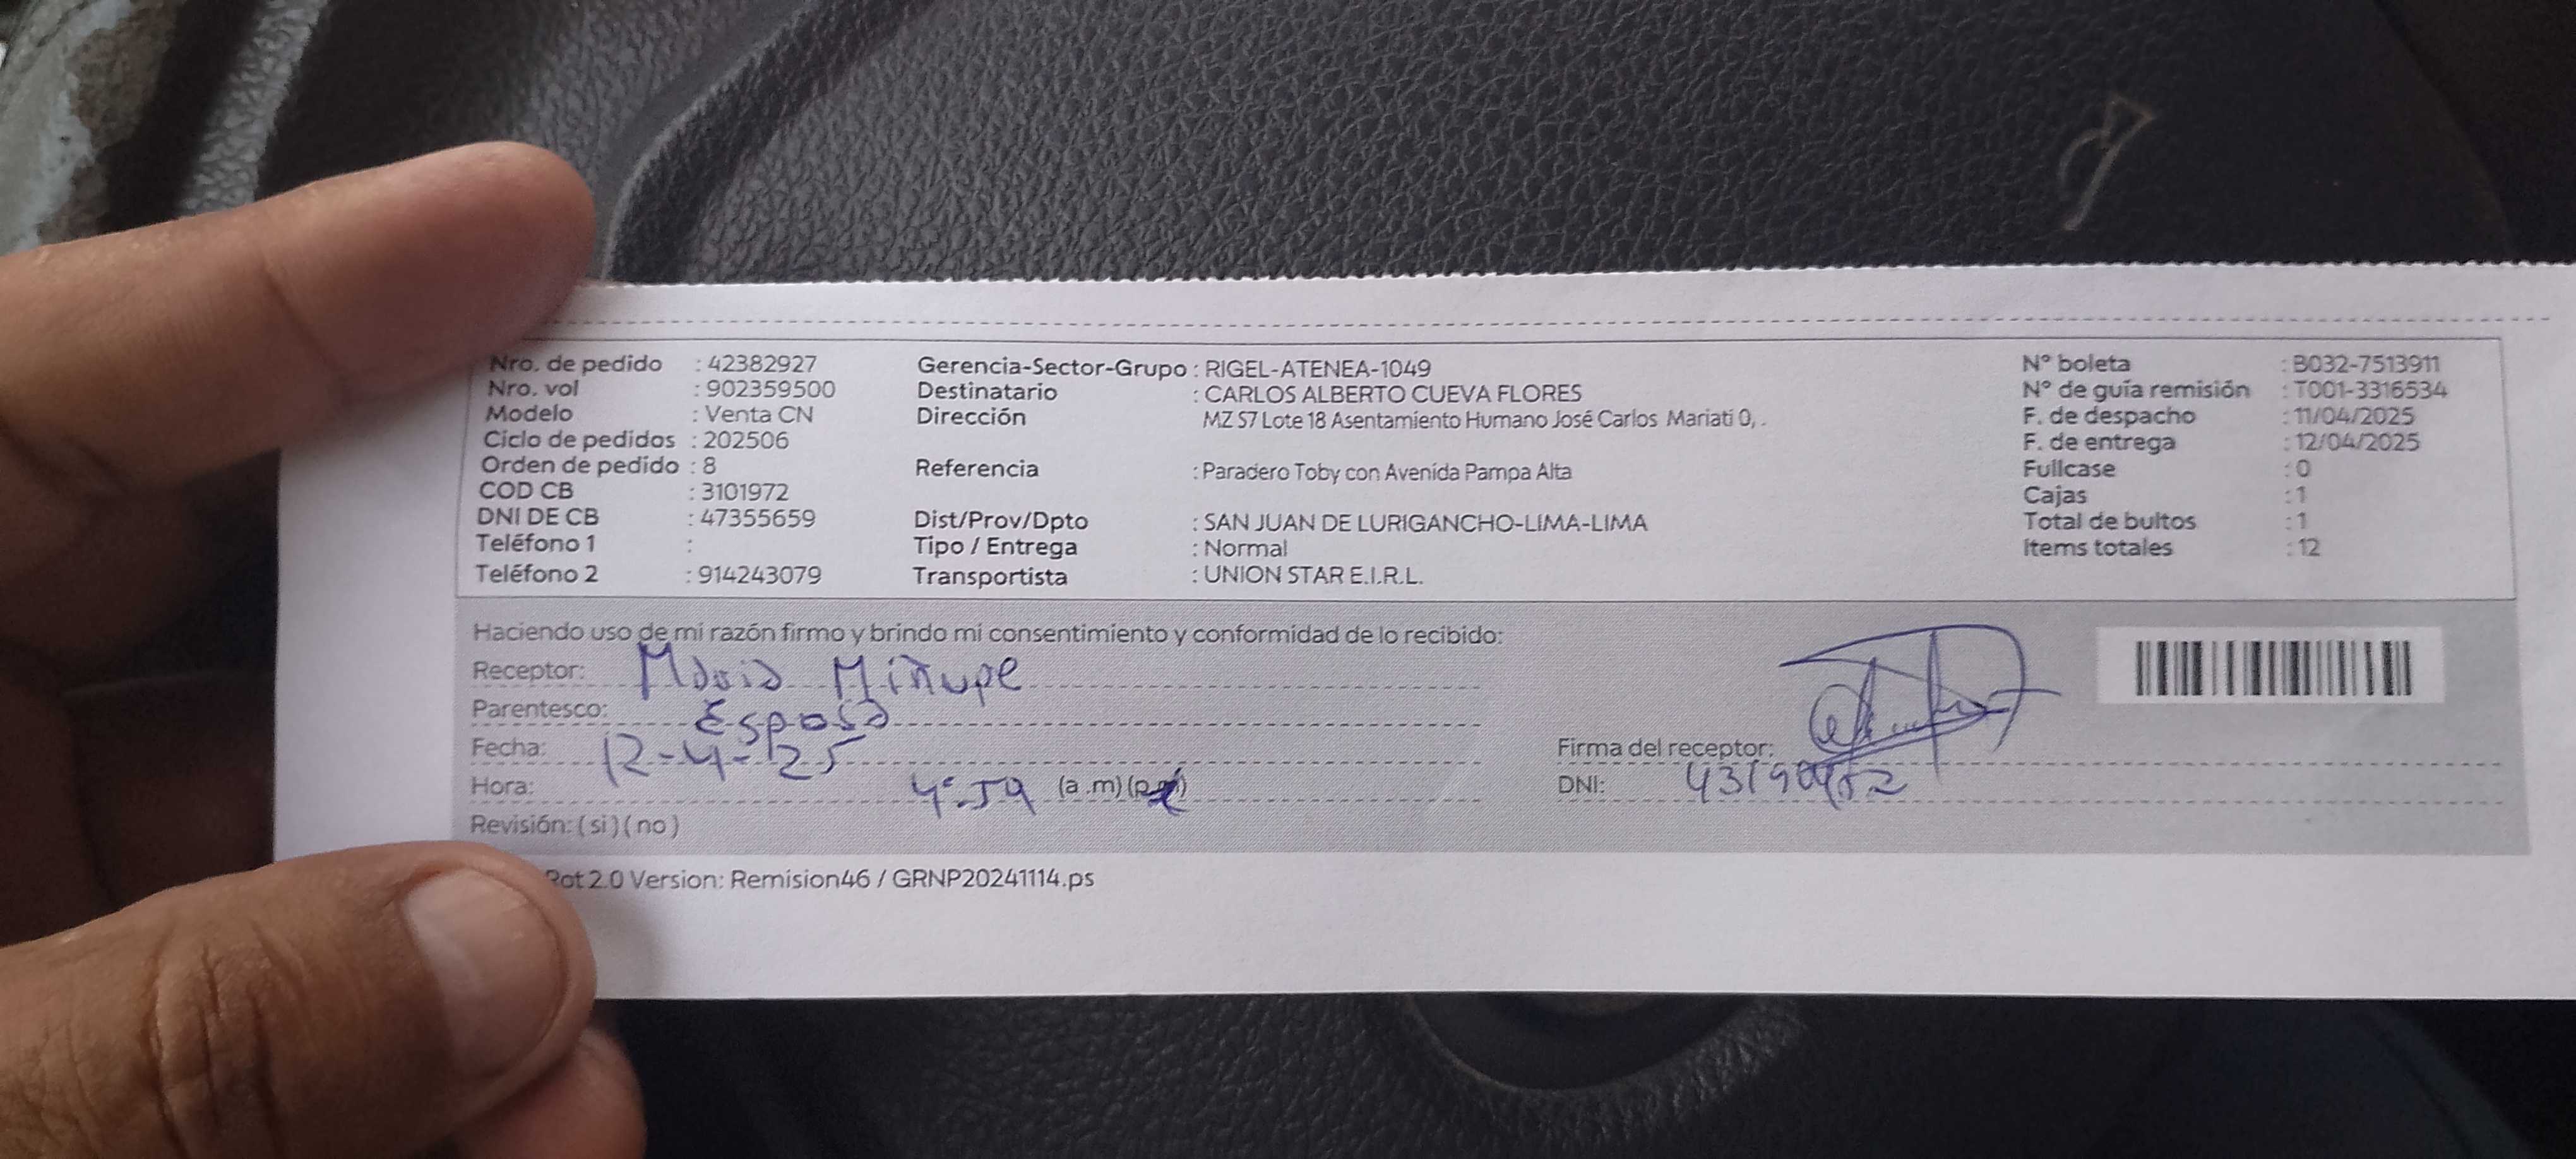 Nro. de pedido : 42382927 Gerencia-Sector-Grupo : RIGEL-ATENEA-1049 N° boleta : B032-7513911
Nro. vol : 902359500 Destinatario : CARLOS ALBERTO CUEVA FLORES N° de guía remisión : T001-3316534
Modelo : Venta CN Dirección MZ S7 Lote 18 Asentamiento Humano José Carlos Mariati 0, . F. de despacho : 11/04/2025
Ciclo de pedidos : 202506 F. de entrega : 12/04/2025
Orden de pedido : 8 Referencia : Paradero Toby con Avenida Pampa Alta Fullcase : 0
COD CB : 3101972 Cajas : 1
DNI DE CB : 47355659 Dist/Prov/Dpto : SAN JUAN DE LURIGANCHO-LIMA-LIMA Total de bultos : 1
Teléfono 1 : Tipo / Entrega : Normal Items totales : 12
Teléfono 2 : 914243079 Transportista : UNION STAR E.I.R.L.
Haciendo uso de mi razón firmo y brindo mi consentimiento y conformidad de lo recibido:
Receptor: Maria
Parentesco: Esposa
Fecha: 12-4-25 Firma del receptor:
Hora: 4:59 (a .m) DNI:
Revisión: ( si ) ( no )
Rot 2.0 Version: Remision46 / GRNP20241114.ps